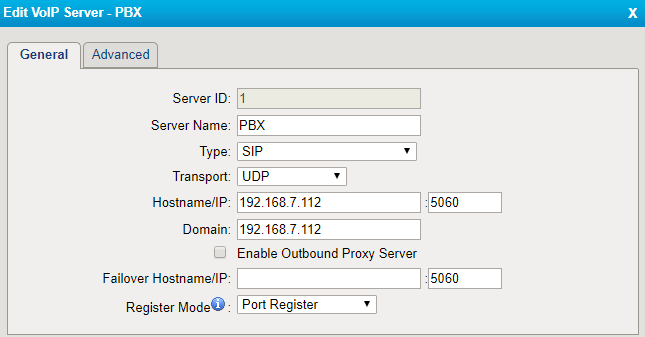 Edit VoIP Server - PBX X
General Advanced
Server ID: 1
Server Name: PBX
Type: SIP
Transport: UDP
Hostname/IP: 192.168.7.112 :5060
Domain: 192.168.7.112
Enable Outbound Proxy Server
Failover Hostname/IP: :5060
Register Mode i : Port Register